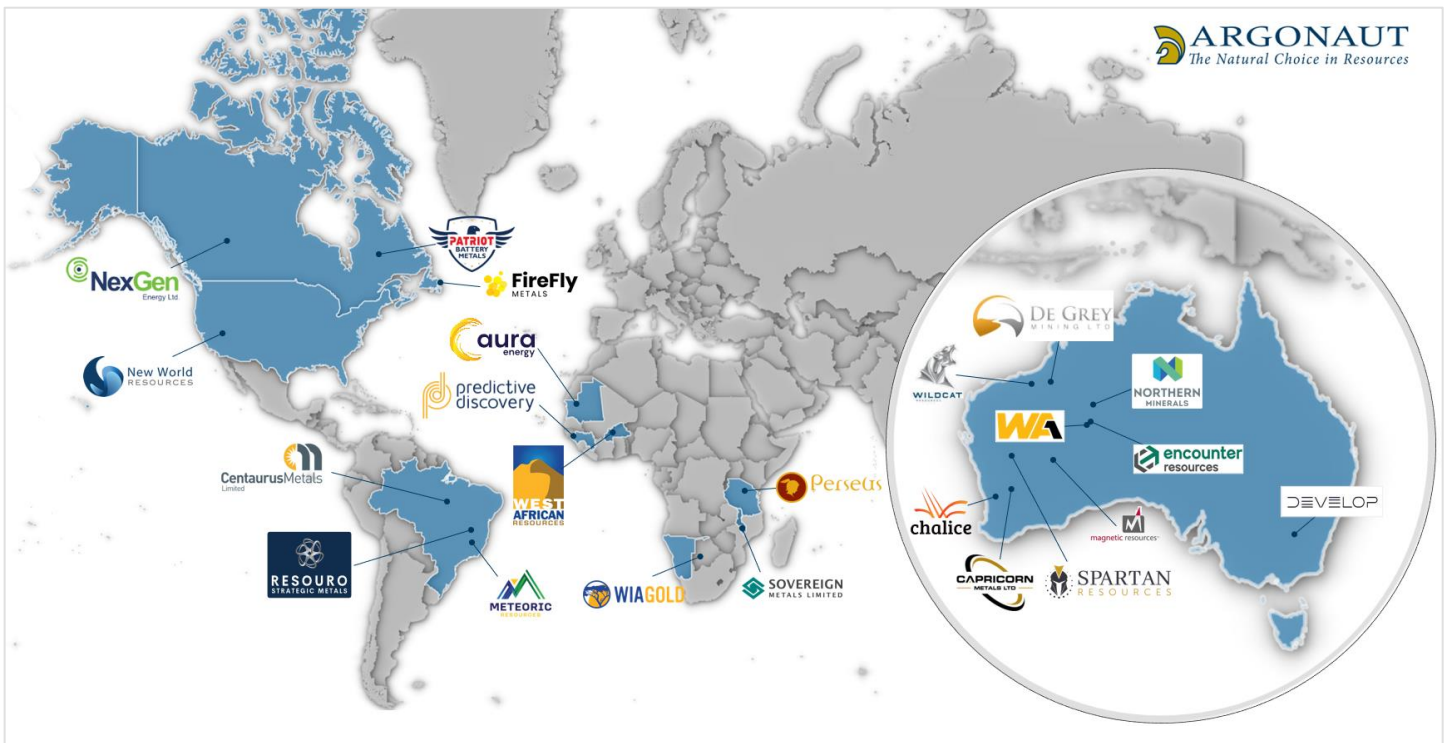 ARGONAUT
The Natural Choice in Resources
PATRIOT
BATTERY
METALS
NexGen
Energy Ltd.
FireFly
METALS
New World
RESOURCES
aura
energy
predictive
discovery
CentaurusMetals
Limited
WEST
AFRICAN
RESOURCES
Perseus
RESOURO
STRATEGIC METALS
METEORIC
RESOURCES
WIAGOLD
SOVEREIGN
METALS LIMITED
DE GREY
MINING LTD
WILDCAT
RESOURCES
NORTHERN
MINERALS
WA1
encounter
resources
DEVELOP
chalice
magnetic resources
CAPRICORN
METALS LTD
SPARTAN
RESOURCES